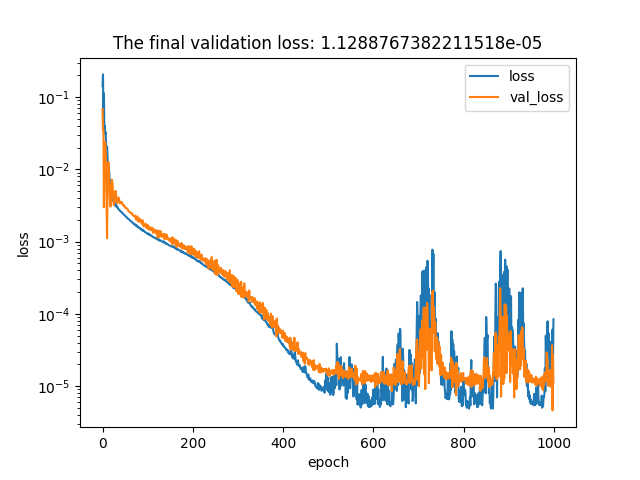 The final validation loss: 1.1288767382211518e-05
loss
val_loss
10⁻¹
10⁻²
10⁻³
10⁻⁴
10⁻⁵
loss
0 200 400 600 800 1000
epoch